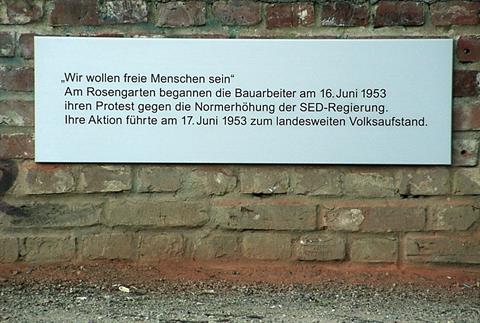 „Wir wollen freie Menschen sein“
Am Rosengarten begannen die Bauarbeiter am 16. Juni 1953
ihren Protest gegen die Normerhöhung der SED-Regierung.
Ihre Aktion führte am 17. Juni 1953 zum landesweiten Volksaufstand.